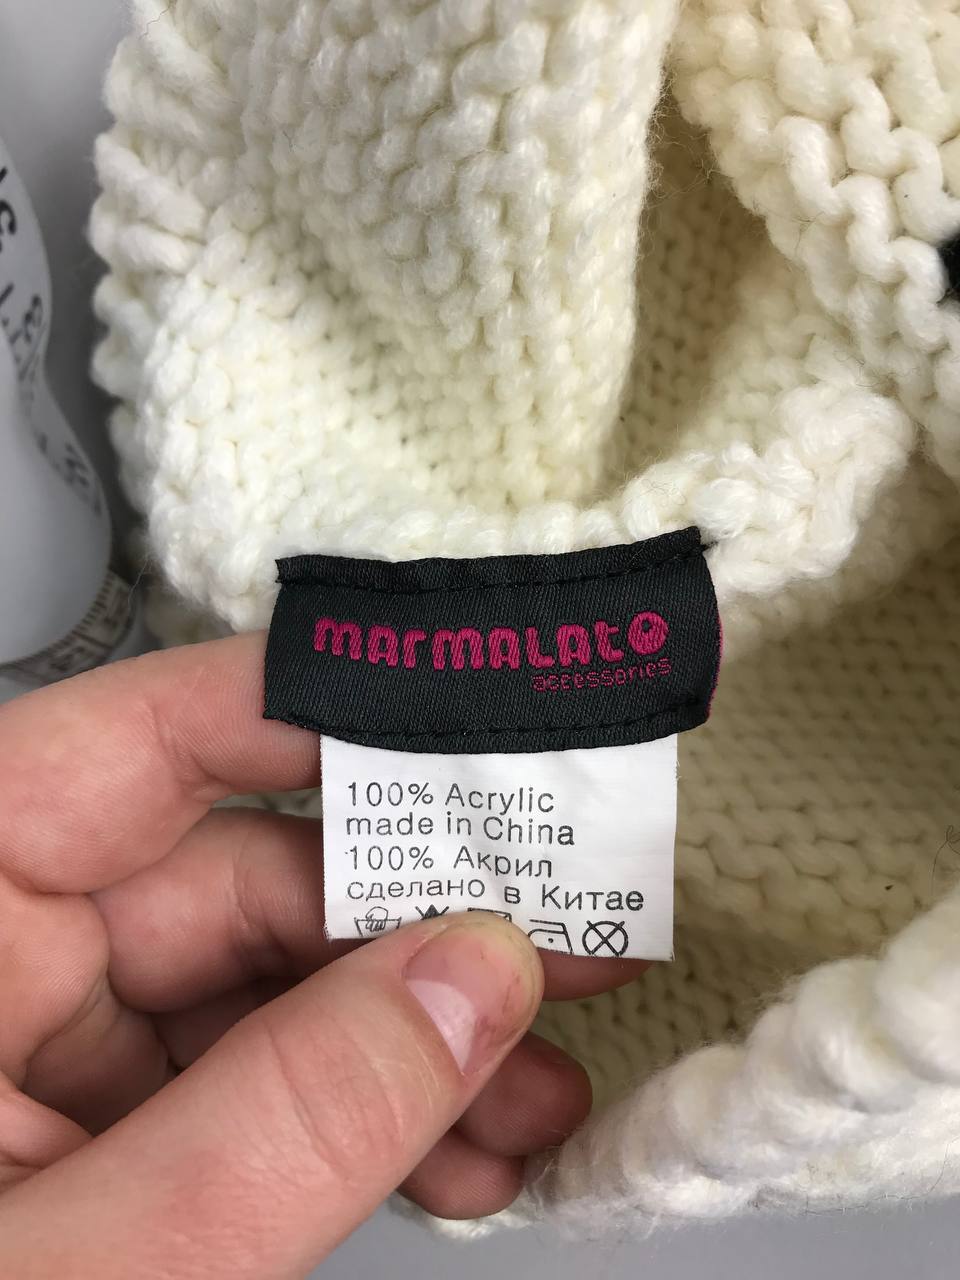 marmalato
accessories
100% Acrylic
made in China
100% Акрил
сделано в Китае